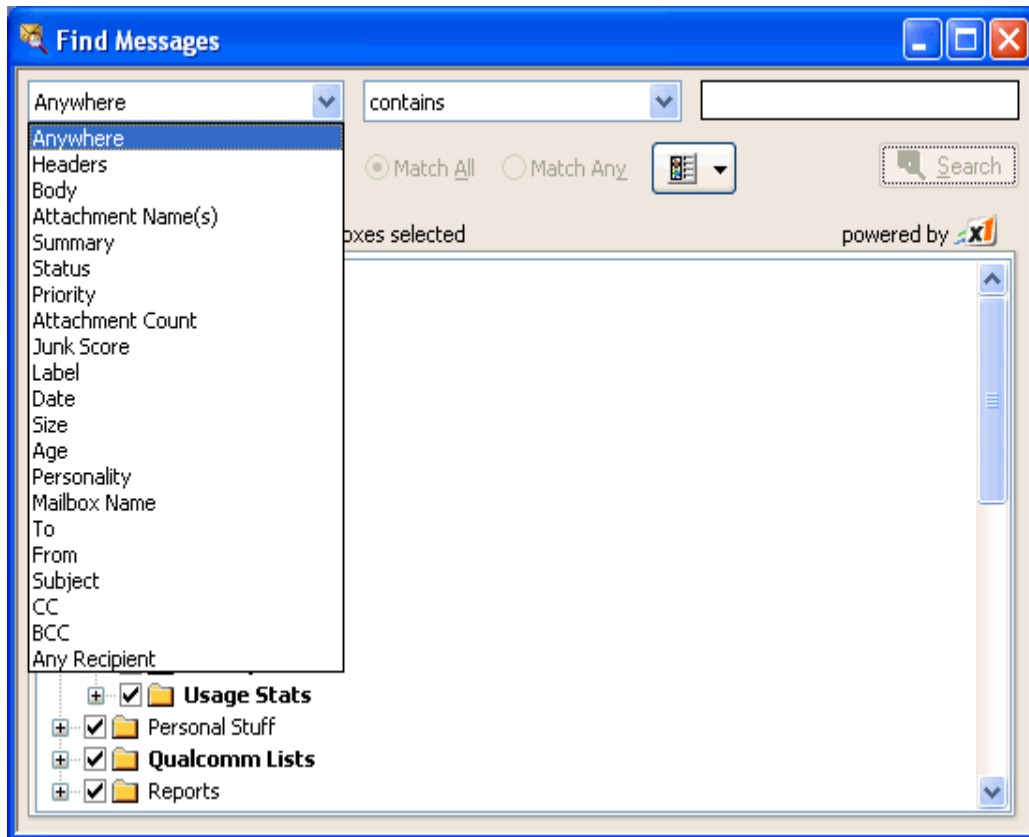 Find Messages
Anywhere contains
Anywhere
Headers
Body
Attachment Name(s)
Summary
Status
Priority
Attachment Count
Junk Score
Label
Date
Size
Age
Personality
Mailbox Name
To
From
Subject
CC
BCC
Any Recipient
Match All Match Any Search
selected powered by x1
Usage Stats
Personal Stuff
Qualcomm Lists
Reports